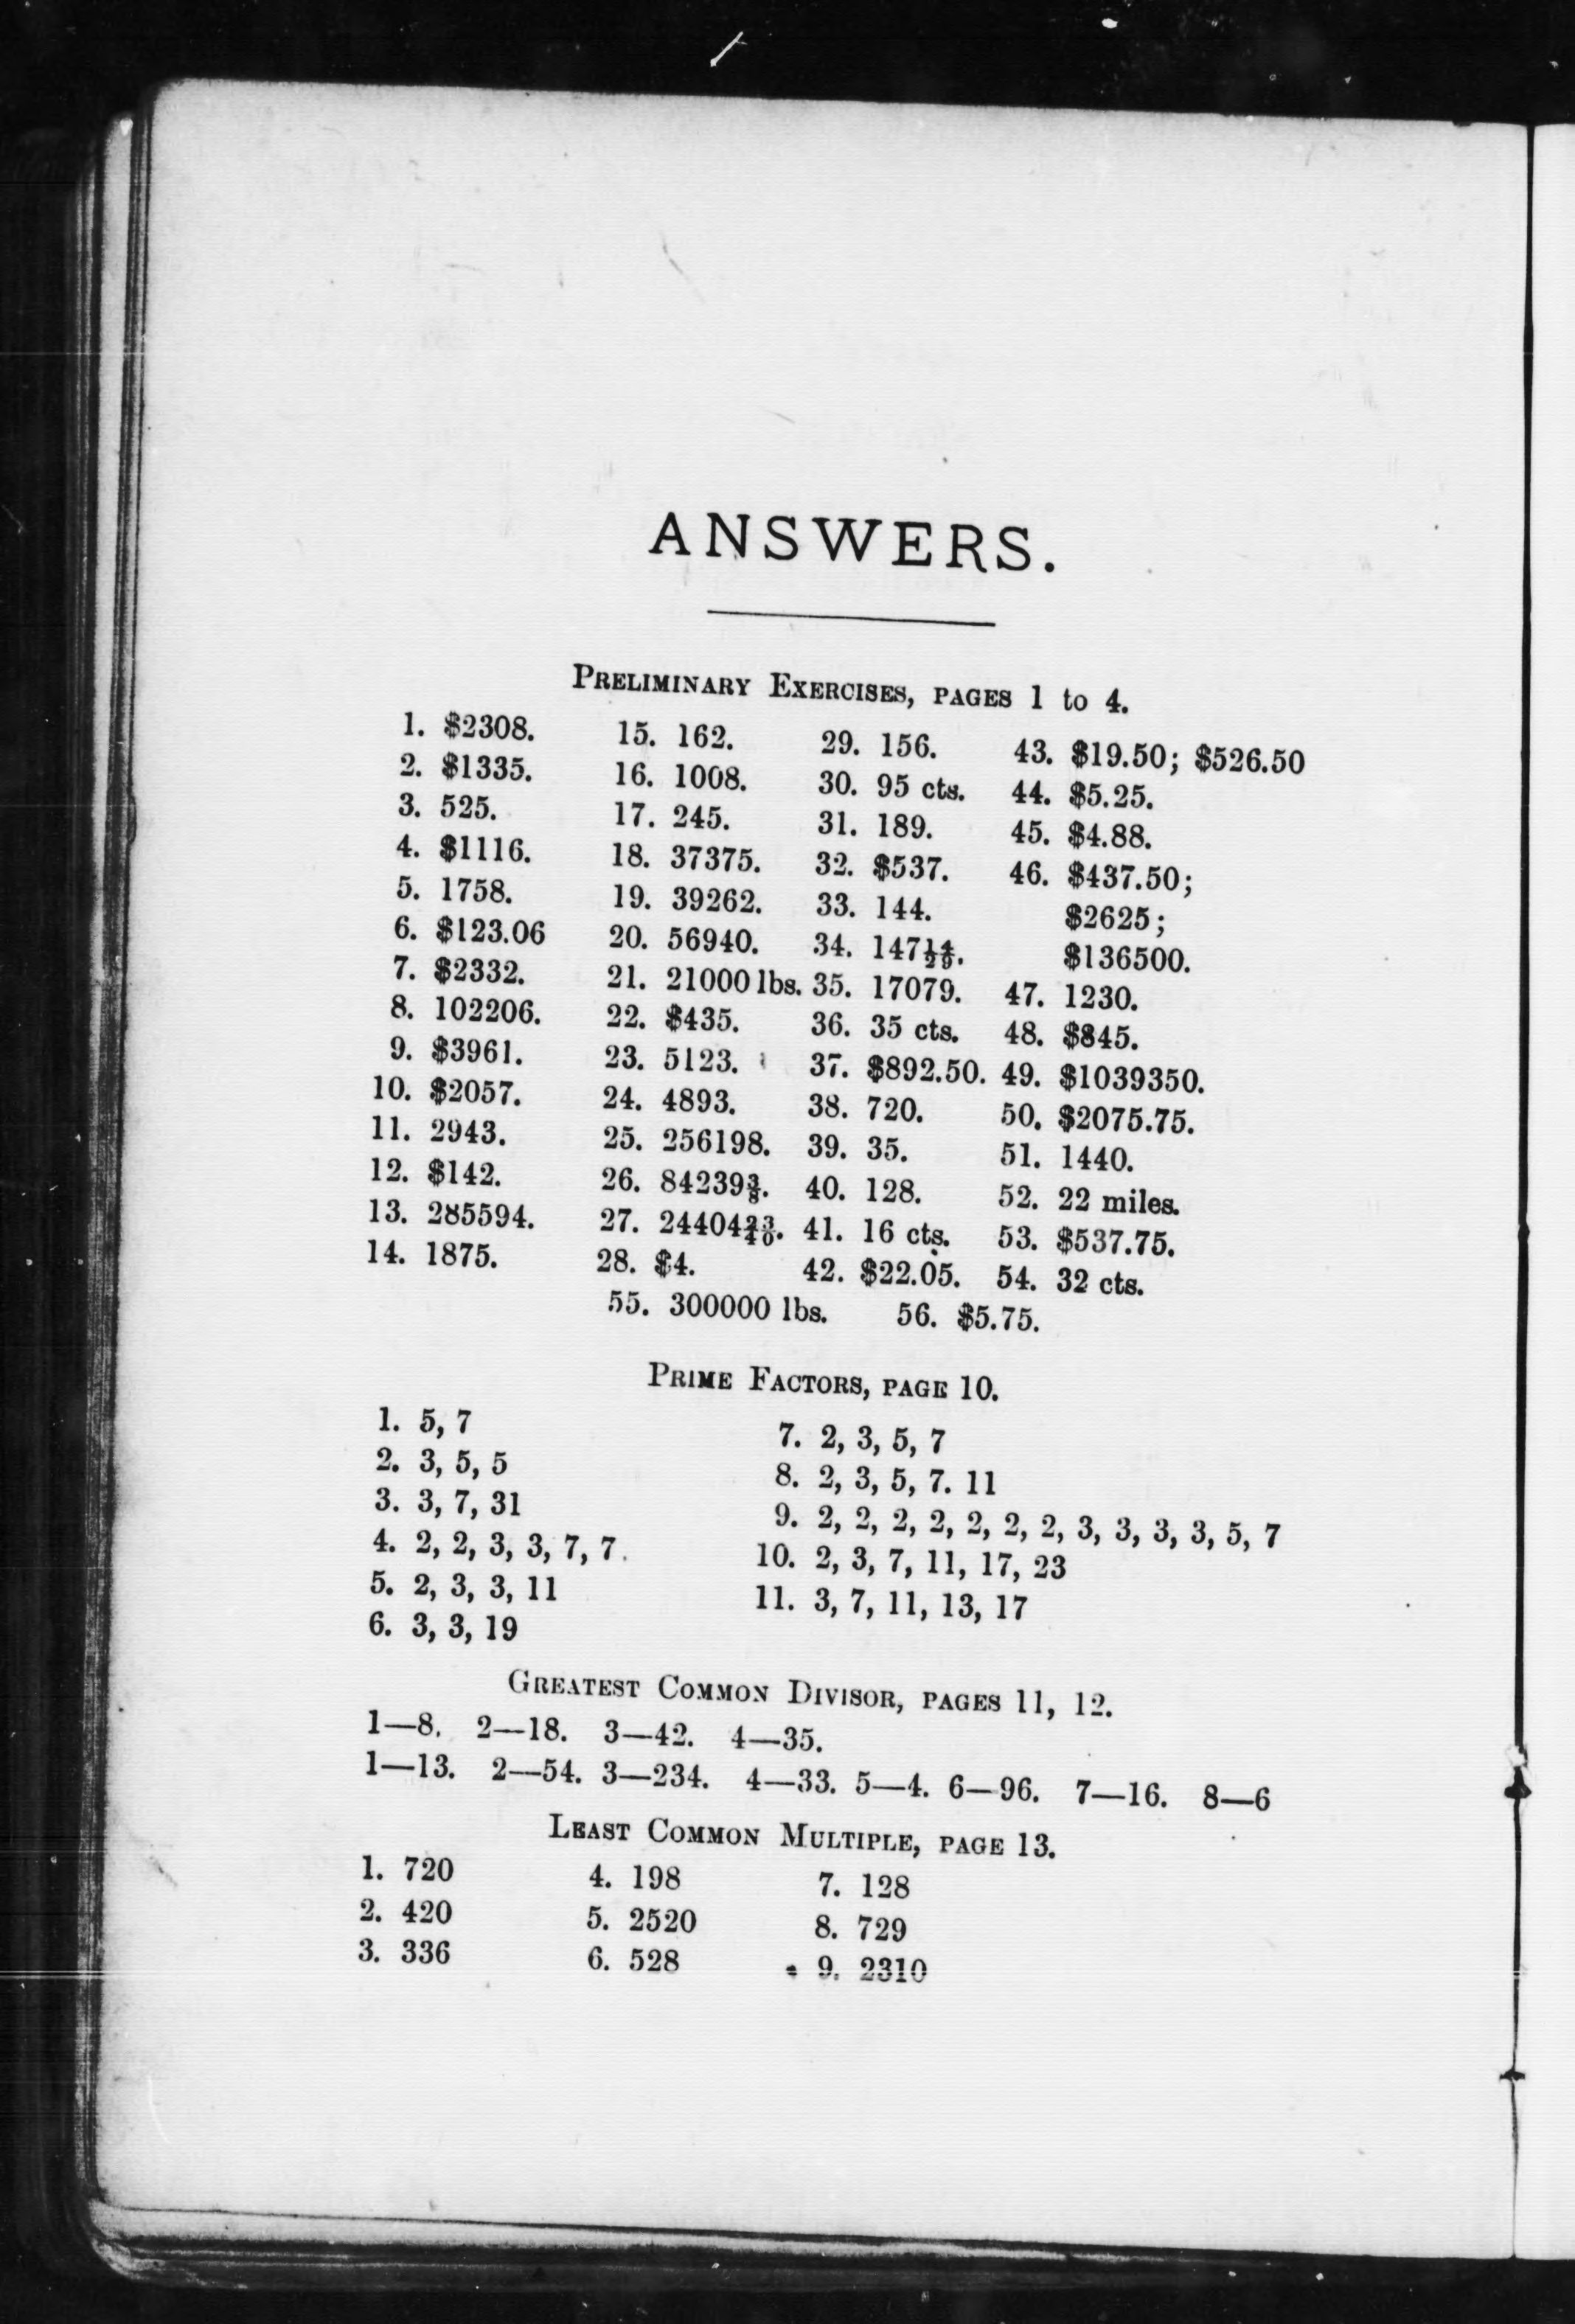 ANSWERS.
PRELIMINARY EXERCISES, PAGES 1 to 4.
1. $2308. 15. 162. 29. 156. 43. $19.50; $526.50
2. $1335. 16. 1008. 30. 95 cts. 44. $5.25.
3. 525. 17. 245. 31. 189. 45. $4.88.
4. $1116. 18. 37375. 32. $537. 46. $437.50;
5. 1758. 19. 39262. 33. 144. $2625;
6. $123.06 20. 56940. 34. 147 14/29. $136500.
7. $2332. 21. 21000 lbs. 35. 17079. 47. 1230.
8. 102206. 22. $435. 36. 35 cts. 48. $845.
9. $3961. 23. 5123. 37. $892.50. 49. $1039350.
10. $2057. 24. 4893. 38. 720. 50. $2075.75.
11. 2943. 25. 256198. 39. 35. 51. 1440.
12. $142. 26. 84239 3/8. 40. 128. 52. 22 miles.
13. 285594. 27. 24404 23/40. 41. 16 cts. 53. $537.75.
14. 1875. 28. $4. 42. $22.05. 54. 32 cts.
55. 300000 lbs. 56. $5.75.
PRIME FACTORS, PAGE 10.
1. 5, 7 7. 2, 3, 5, 7
2. 3, 5, 5 8. 2, 3, 5, 7. 11
3. 3, 7, 31 9. 2, 2, 2, 2, 2, 2, 2, 3, 3, 3, 3, 5, 7
4. 2, 2, 3, 3, 7, 7. 10. 2, 3, 7, 11, 17, 23
5. 2, 3, 3, 11 11. 3, 7, 11, 13, 17
6. 3, 3, 19
GREATEST COMMON DIVISOR, PAGES 11, 12.
1—8. 2—18. 3—42. 4—35.
1—13. 2—54. 3—234. 4—33. 5—4. 6—96. 7—16. 8—6
LEAST COMMON MULTIPLE, PAGE 13.
1. 720 4. 198 7. 128
2. 420 5. 2520 8. 729
3. 336 6. 528 9. 2310